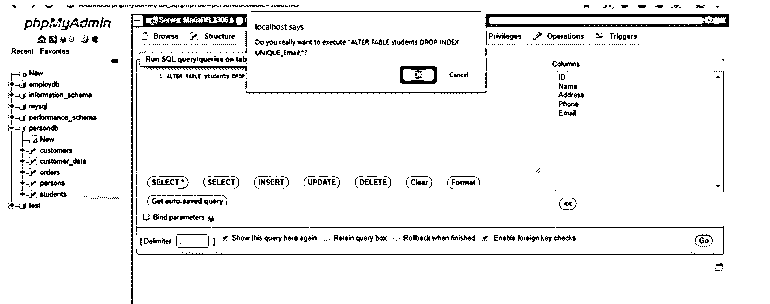 phpMyAdmin
Recent Favorites
New
employdb
information_schema
mysql
performance_schema
persondb
New
customers
customer_data
orders
persons
students
test
Browse Structure Privileges Operations Triggers
Run SQL query/queries on tab
1 ALTER TABLE students DROP
localhost says
Do you really want to execute "ALTER TABLE students DROP INDEX
UNIQUE_Email;"?
OK Cancel
Columns
ID
Name
Address
Phone
Email
SELECT * SELECT INSERT UPDATE DELETE Clear Format
Get auto-saved query
<<
Bind parameters
[ Delimiter ] Show this query here again Retain query box Rollback when finished Enable foreign key checks Go